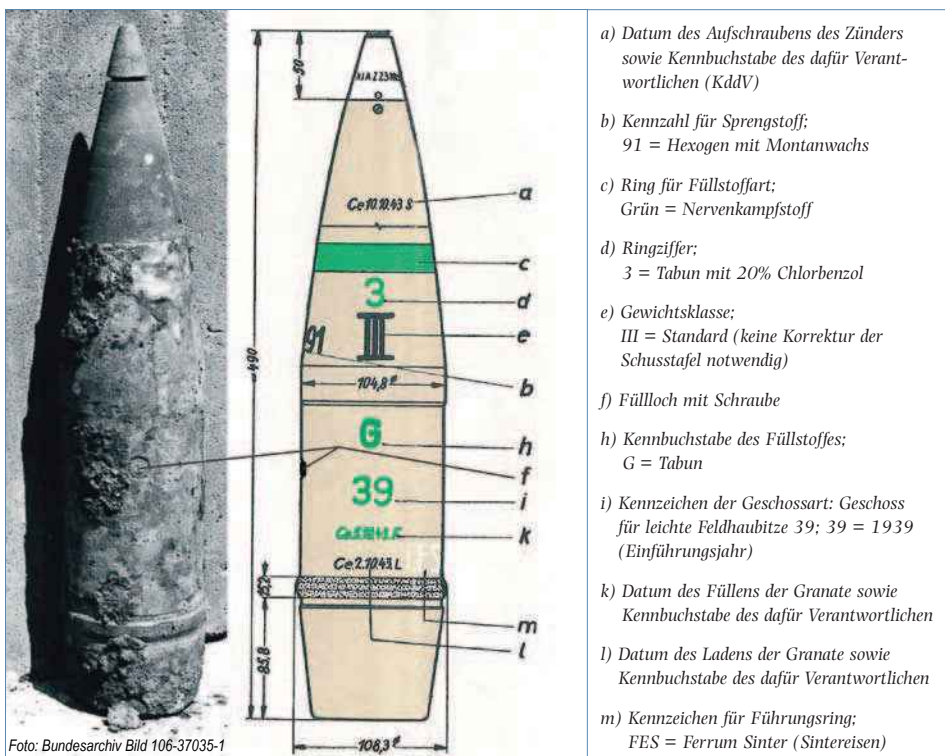 50
KlAZ23Nb
Ce 10.10.43 S
a
c
3
d
III
e
91
490
104,8⌀
b
G
h
f
39
i
k
Ce 2.10.43. L
m
85,8
l
108,3⌀
Foto: Bundesarchiv Bild 106-37035-1
a) Datum des Aufschraubens des Zünders
sowie Kennbuchstabe des dafür Verant-
wortlichen (KddV)
b) Kennzahl für Sprengstoff;
91 = Hexogen mit Montanwachs
c) Ring für Füllstoffart;
Grün = Nervenkampfstoff
d) Ringziffer;
3 = Tabun mit 20% Chlorbenzol
e) Gewichtsklasse;
III = Standard (keine Korrektur der
Schusstafel notwendig)
f) Füllloch mit Schraube
h) Kennbuchstabe des Füllstoffes;
G = Tabun
i) Kennzeichen der Geschossart: Geschoss
für leichte Feldhaubitze 39; 39 = 1939
(Einführungsjahr)
k) Datum des Füllens der Granate sowie
Kennbuchstabe des dafür Verantwortlichen
l) Datum des Ladens der Granate sowie
Kennbuchstabe des dafür Verantwortlichen
m) Kennzeichen für Führungsring;
FES = Ferrum Sinter (Sintereisen)